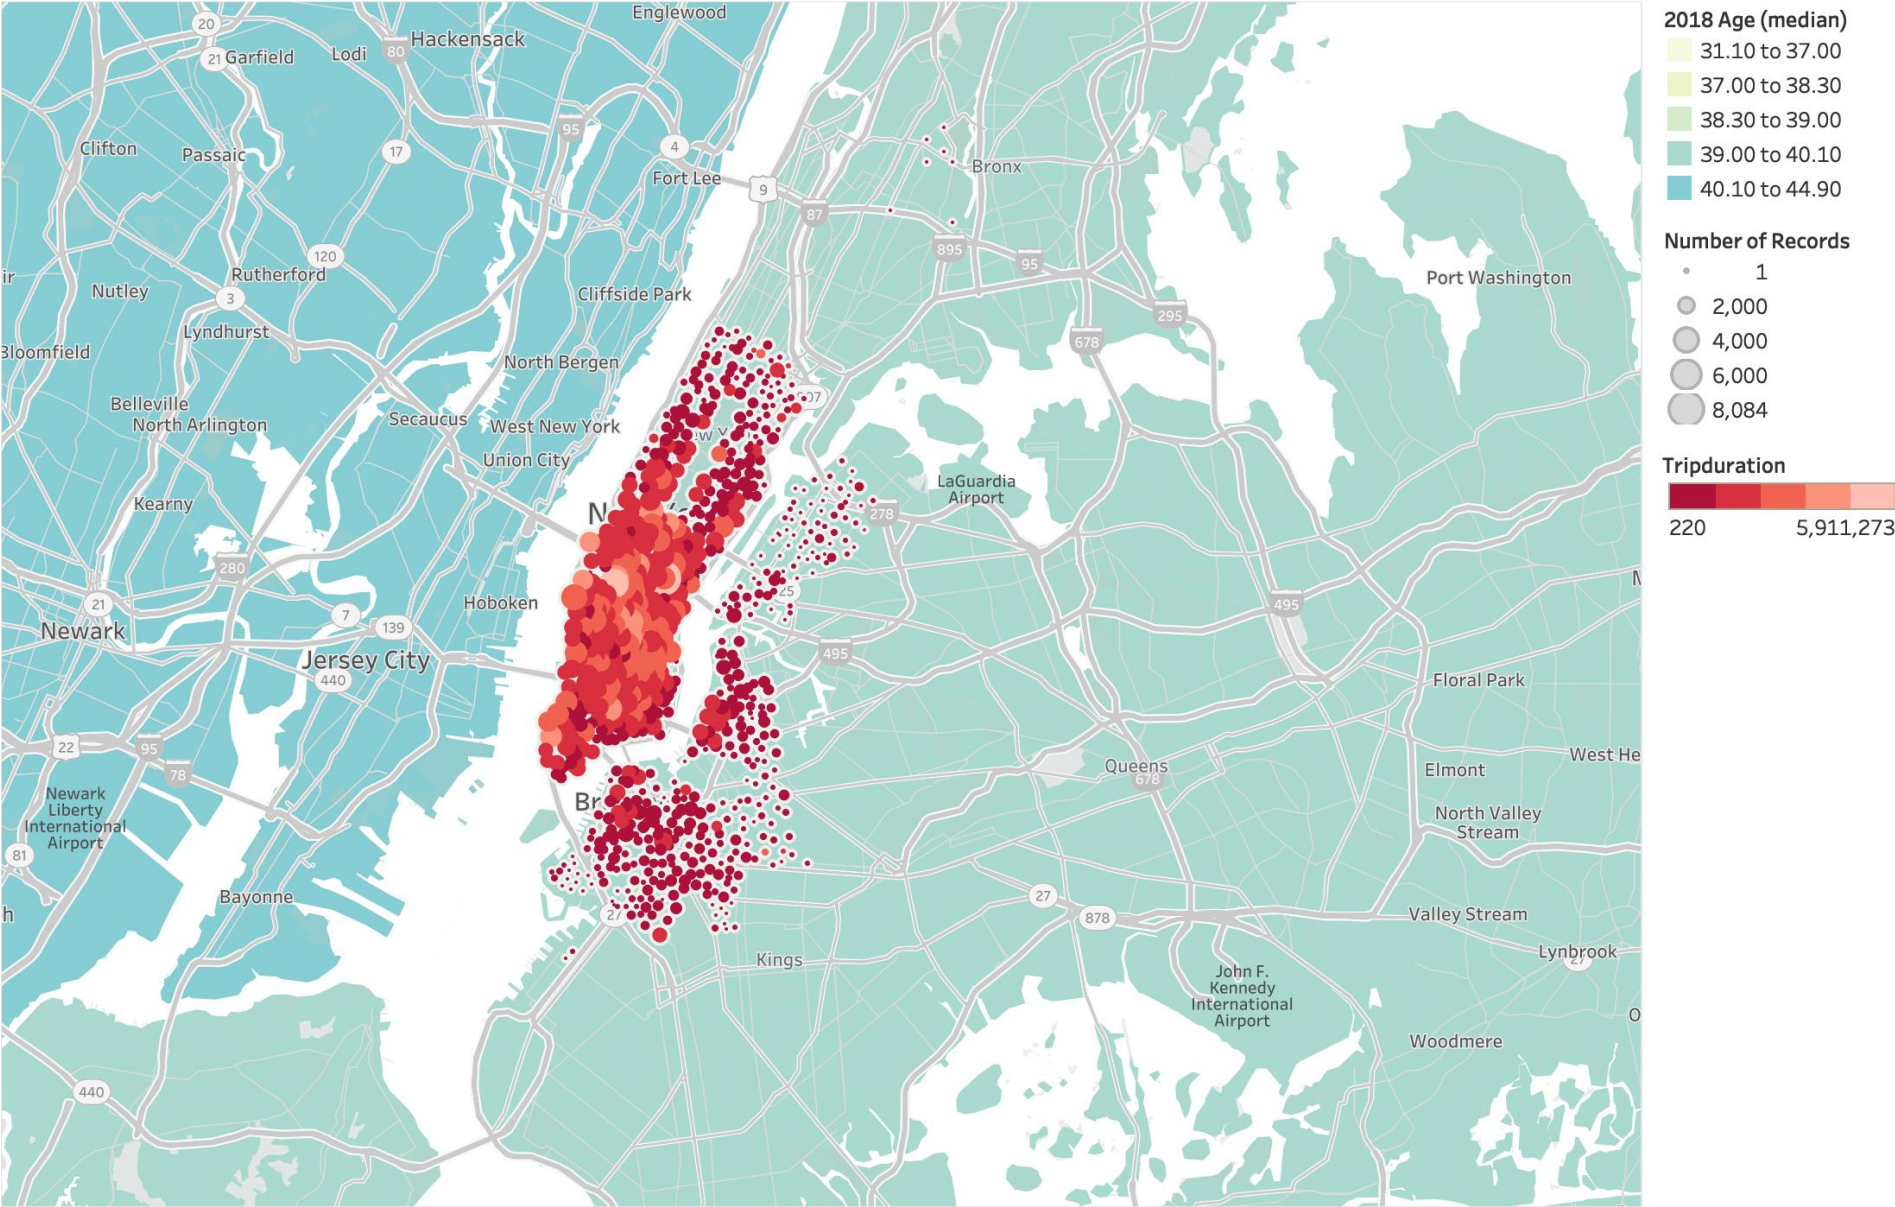 Englewood
20
Hackensack
80
Lodi
21
Garfield
95
Clifton
Passaic
17
4
Fort Lee
Bronx
9
87
895
95
120
Rutherford
Nutley
3
Cliffside Park
Port Washington
295
Lyndhurst
678
Bloomfield
North Bergen
Belleville
North Arlington
Secaucus
West New York
Union City
LaGuardia
Airport
Kearny
278
280
25
21
7
139
Hoboken
495
Newark
Jersey City
440
495
Floral Park
22
95
78
Queens
678
West He
Elmont
Newark
Liberty
International
Airport
Br
North Valley
Stream
81
Bayonne
27
27
878
Valley Stream
Lynbrook
27
Kings
John F.
Kennedy
International
Airport
Woodmere
440
2018 Age (median)
31.10 to 37.00
37.00 to 38.30
38.30 to 39.00
39.00 to 40.10
40.10 to 44.90
Number of Records
1
2,000
4,000
6,000
8,084
Tripduration
220
5,911,273